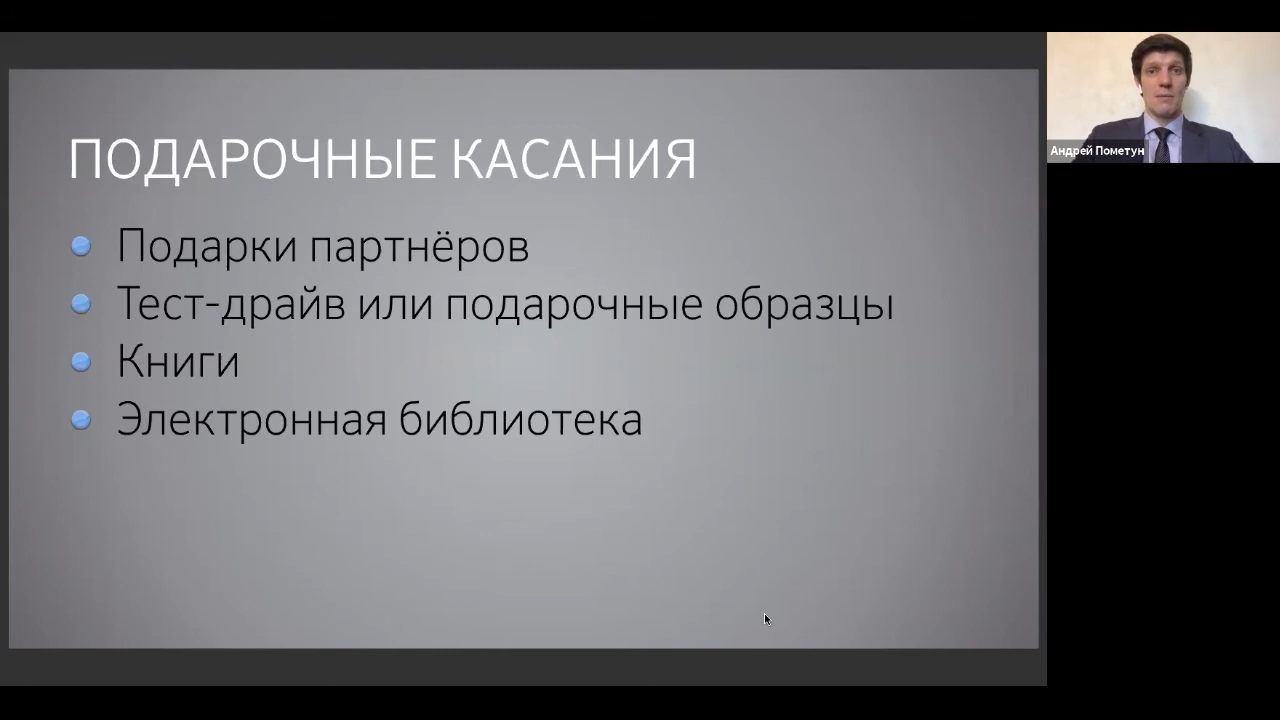 ПОДАРОЧНЫЕ КАСАНИЯ
Подарки партнёров
Тест-драйв или подарочные образцы
Книги
Электронная библиотека
Андрей Пометун